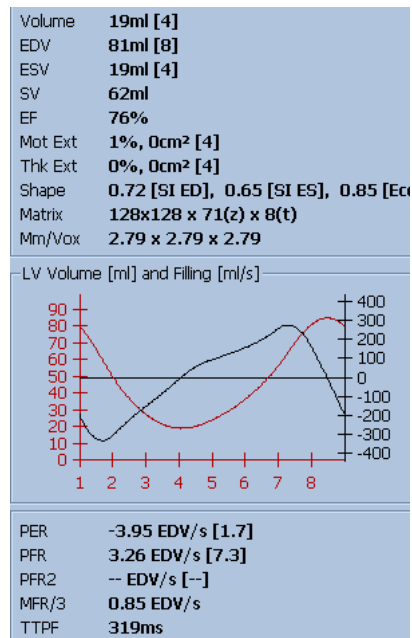 Volume 19ml [4]
EDV 81ml [8]
ESV 19ml [4]
SV 62ml
EF 76%
Mot Ext 1%, 0cm² [4]
Thk Ext 0%, 0cm² [4]
Shape 0.72 [SI ED], 0.65 [SI ES], 0.85 [Ecc
Matrix 128x128 x 71(z) x 8(t)
Mm/Vox 2.79 x 2.79 x 2.79
LV Volume [ml] and Filling [ml/s]
90 400
80 300
70 200
60 100
50 0
40 -100
30 -200
20 -300
10 -400
0
1 2 3 4 5 6 7 8
PER -3.95 EDV/s [1.7]
PFR 3.26 EDV/s [7.3]
PFR2 -- EDV/s [--]
MFR/3 0.85 EDV/s
TTPF 319ms